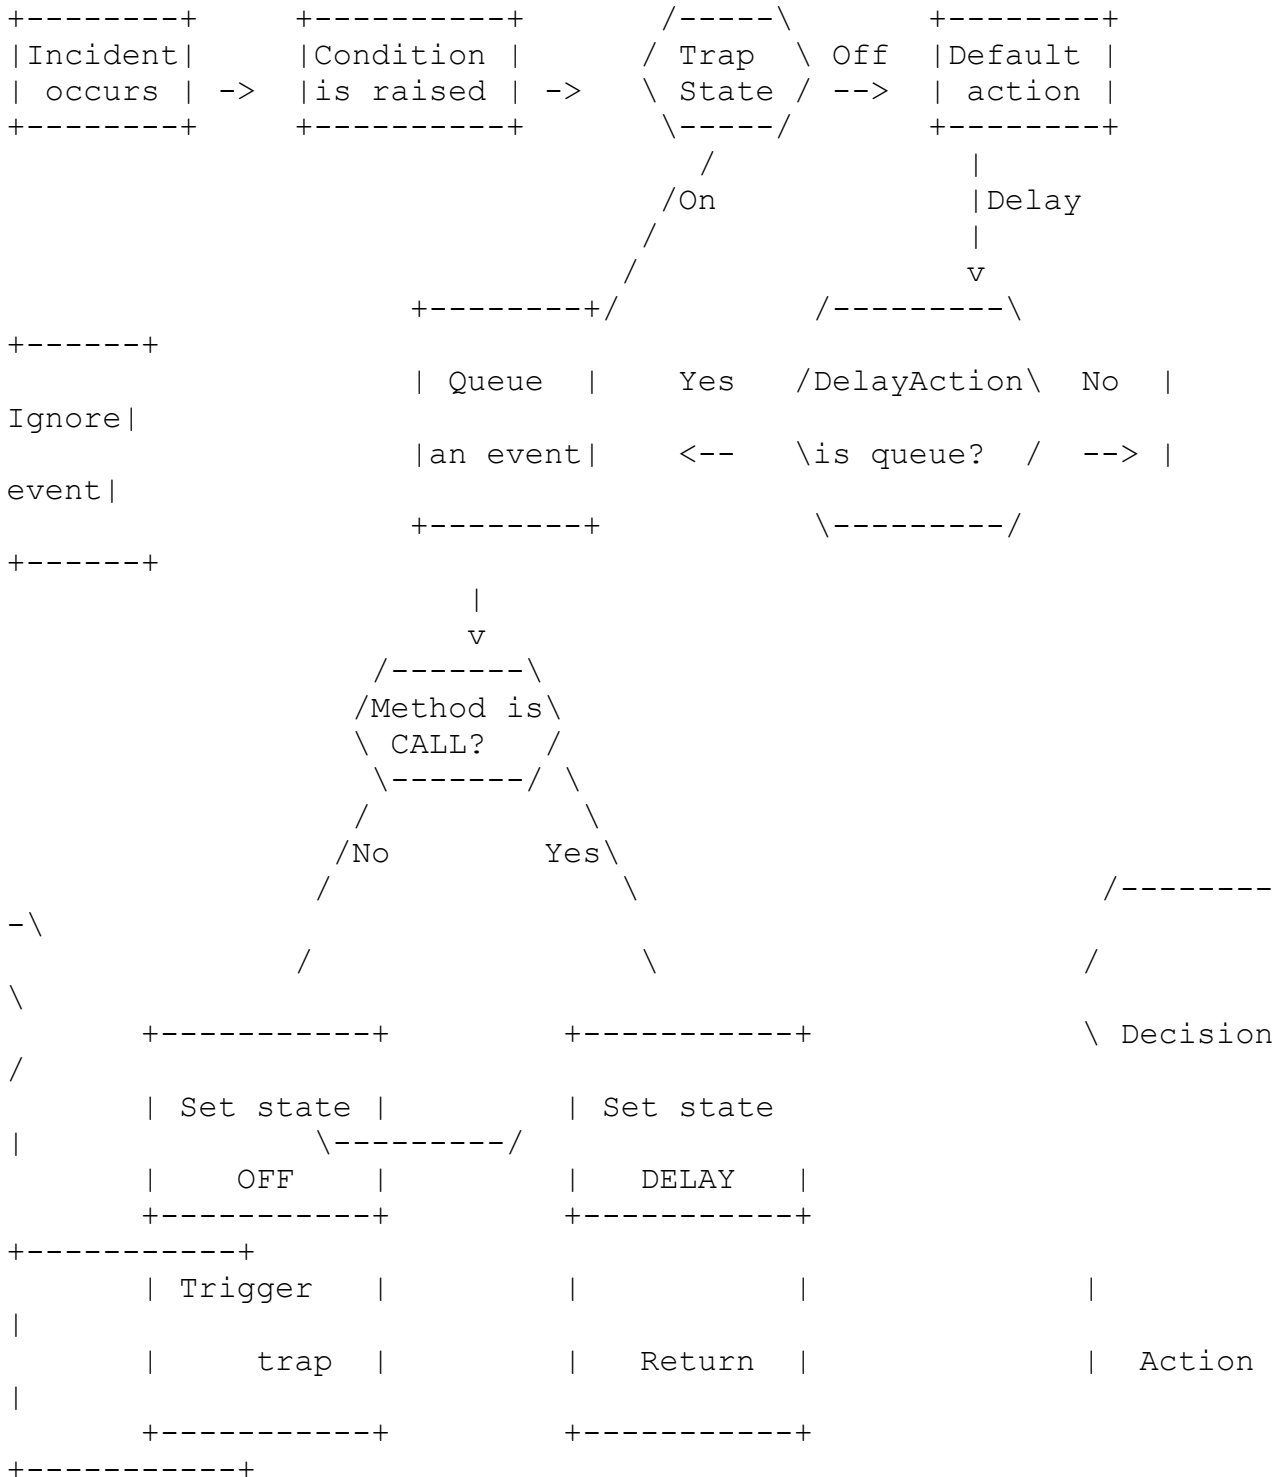 +--------+     +----------+       /-----\       +--------+
|Incident|     |Condition |      / Trap  \ Off  |Default |
| occurs | ->  |is raised | ->   \ State / -->  | action |
+--------+     +----------+       \-----/       +--------+
                                    /             |
                                  /On             |Delay
                                 /                |
                                /                 v
                     +--------+/          /---------\
+------+
                     | Queue  |    Yes   /DelayAction\  No  |
Ignore|
                     |an event|    <--   \is queue?  /  --> |
event|
                     +--------+           \---------/
+------+
                        |
                        v
                   /-------\
                  /Method is\
                  \ CALL?   /
                   \-------/ \
                  /           \
                 /No        Yes\
                /               \                        /--------
-\
               /                 \                      /
\
       +-----------+         +-----------+              \ Decision
/
       | Set state |         | Set state
|               \---------/
       |    OFF    |         |   DELAY   |
       +-----------+         +-----------+
+-----------+
       | Trigger   |         |           |              |
|
       |     trap  |         |   Return  |              |  Action
|
       +-----------+         +-----------+
+-----------+